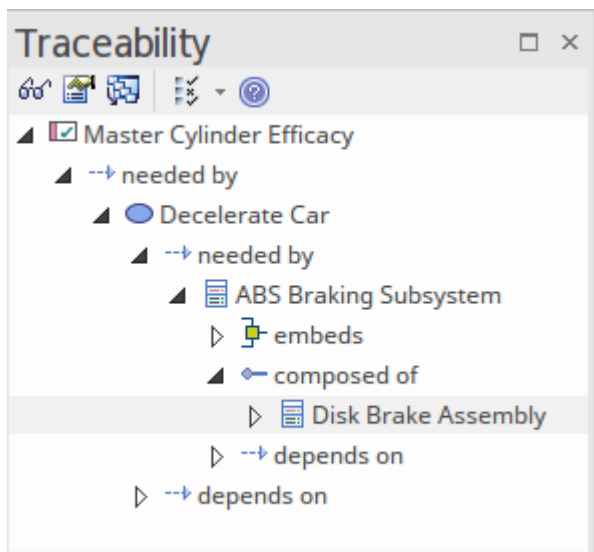 Traceability
Master Cylinder Efficacy
needed by
Decelerate Car
needed by
ABS Braking Subsystem
embeds
composed of
Disk Brake Assembly
depends on
depends on